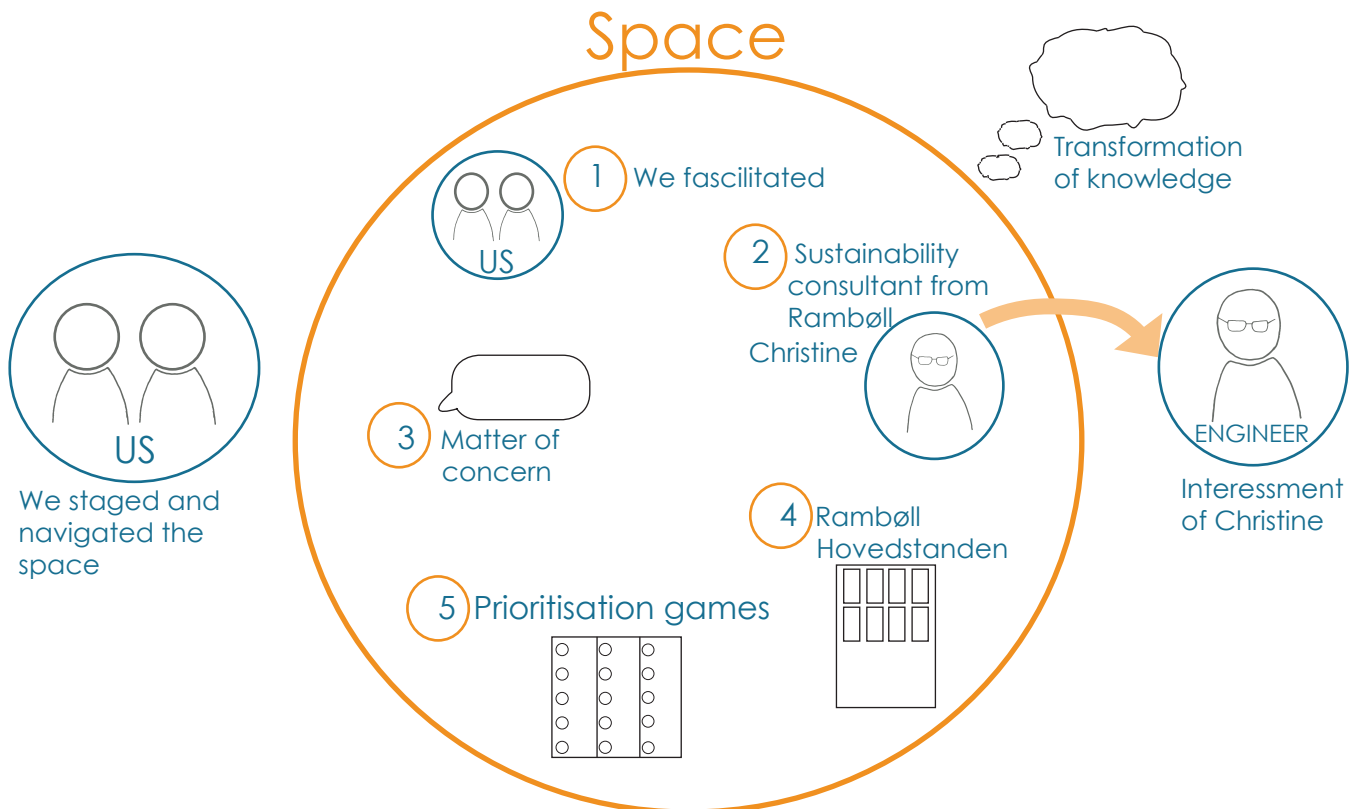 Space
Transformation
of knowledge
1 We fascilitated
US
2 Sustainability
consultant from
Rambøll
Christine
US
We staged and
navigated the
space
3 Matter of
concern
ENGINEER
Interessment
of Christine
4 Rambøll
Hovedstanden
5 Prioritisation games